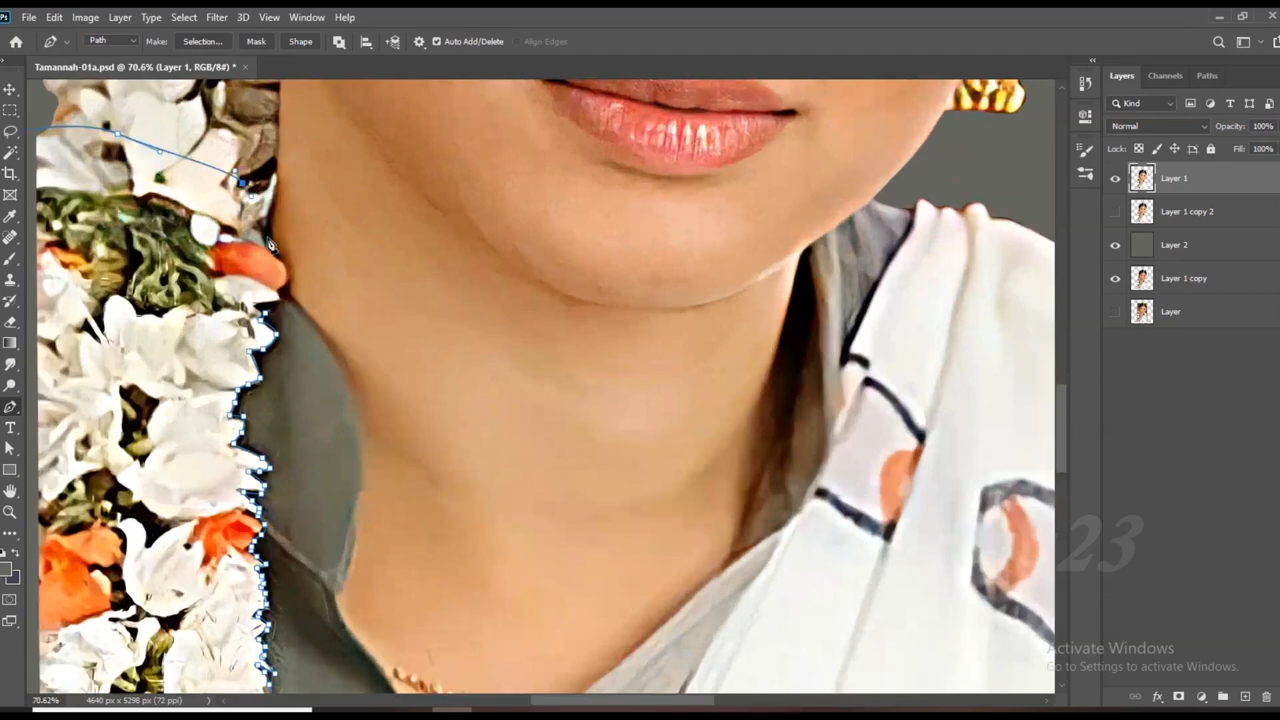 Ps File Edit Image Layer Type Select Filter 3D View Window Help
Path Make: Selection... Mask Shape Auto Add/Delete Align Edges
Tamannah-01a.psd @ 70.6% (Layer 1, RGB/8#) *
Layers Channels Paths
Kind
Normal Opacity: 100%
Lock: Fill: 100%
Layer 1
Layer 1 copy 2
Layer 2
Layer 1 copy
Layer
23
Activate Windows
Go to Settings to activate Windows.
70.62% 4640 px x 5298 px (72 ppi)